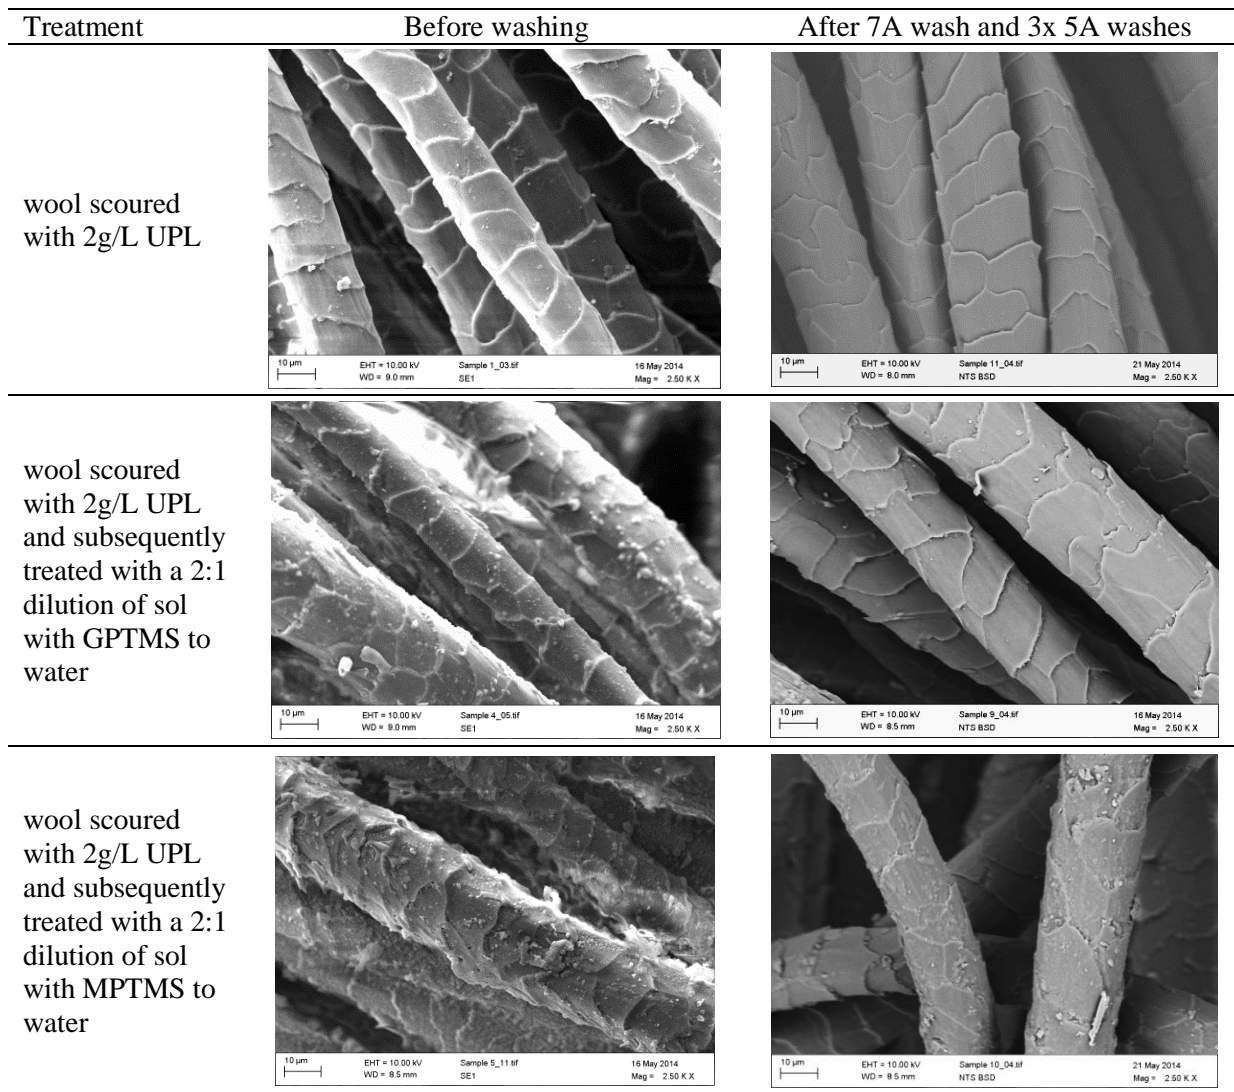 Treatment Before washing After 7A wash and 3x 5A washes
wool scoured
with 2g/L UPL
10 µm EHT = 10.00 kV Sample 1_03.tif 16 May 2014
WD = 9.0 mm SE1 Mag = 2.50 K X
10 µm EHT = 10.00 kV Sample 11_04.tif 21 May 2014
WD = 8.0 mm NTS BSD Mag = 2.50 K X
wool scoured
with 2g/L UPL
and subsequently
treated with a 2:1
dilution of sol
with GPTMS to
water
10 µm EHT = 10.00 kV Sample 4_05.tif 16 May 2014
WD = 9.0 mm SE1 Mag = 2.50 K X
10 µm EHT = 10.00 kV Sample 9_04.tif 16 May 2014
WD = 8.5 mm NTS BSD Mag = 2.50 K X
wool scoured
with 2g/L UPL
and subsequently
treated with a 2:1
dilution of sol
with MPTMS to
water
10 µm EHT = 10.00 kV Sample 5_11.tif 16 May 2014
WD = 8.5 mm SE1 Mag = 2.50 K X
10 µm EHT = 10.00 kV Sample 10_04.tif 21 May 2014
WD = 8.5 mm NTS BSD Mag = 2.50 K X